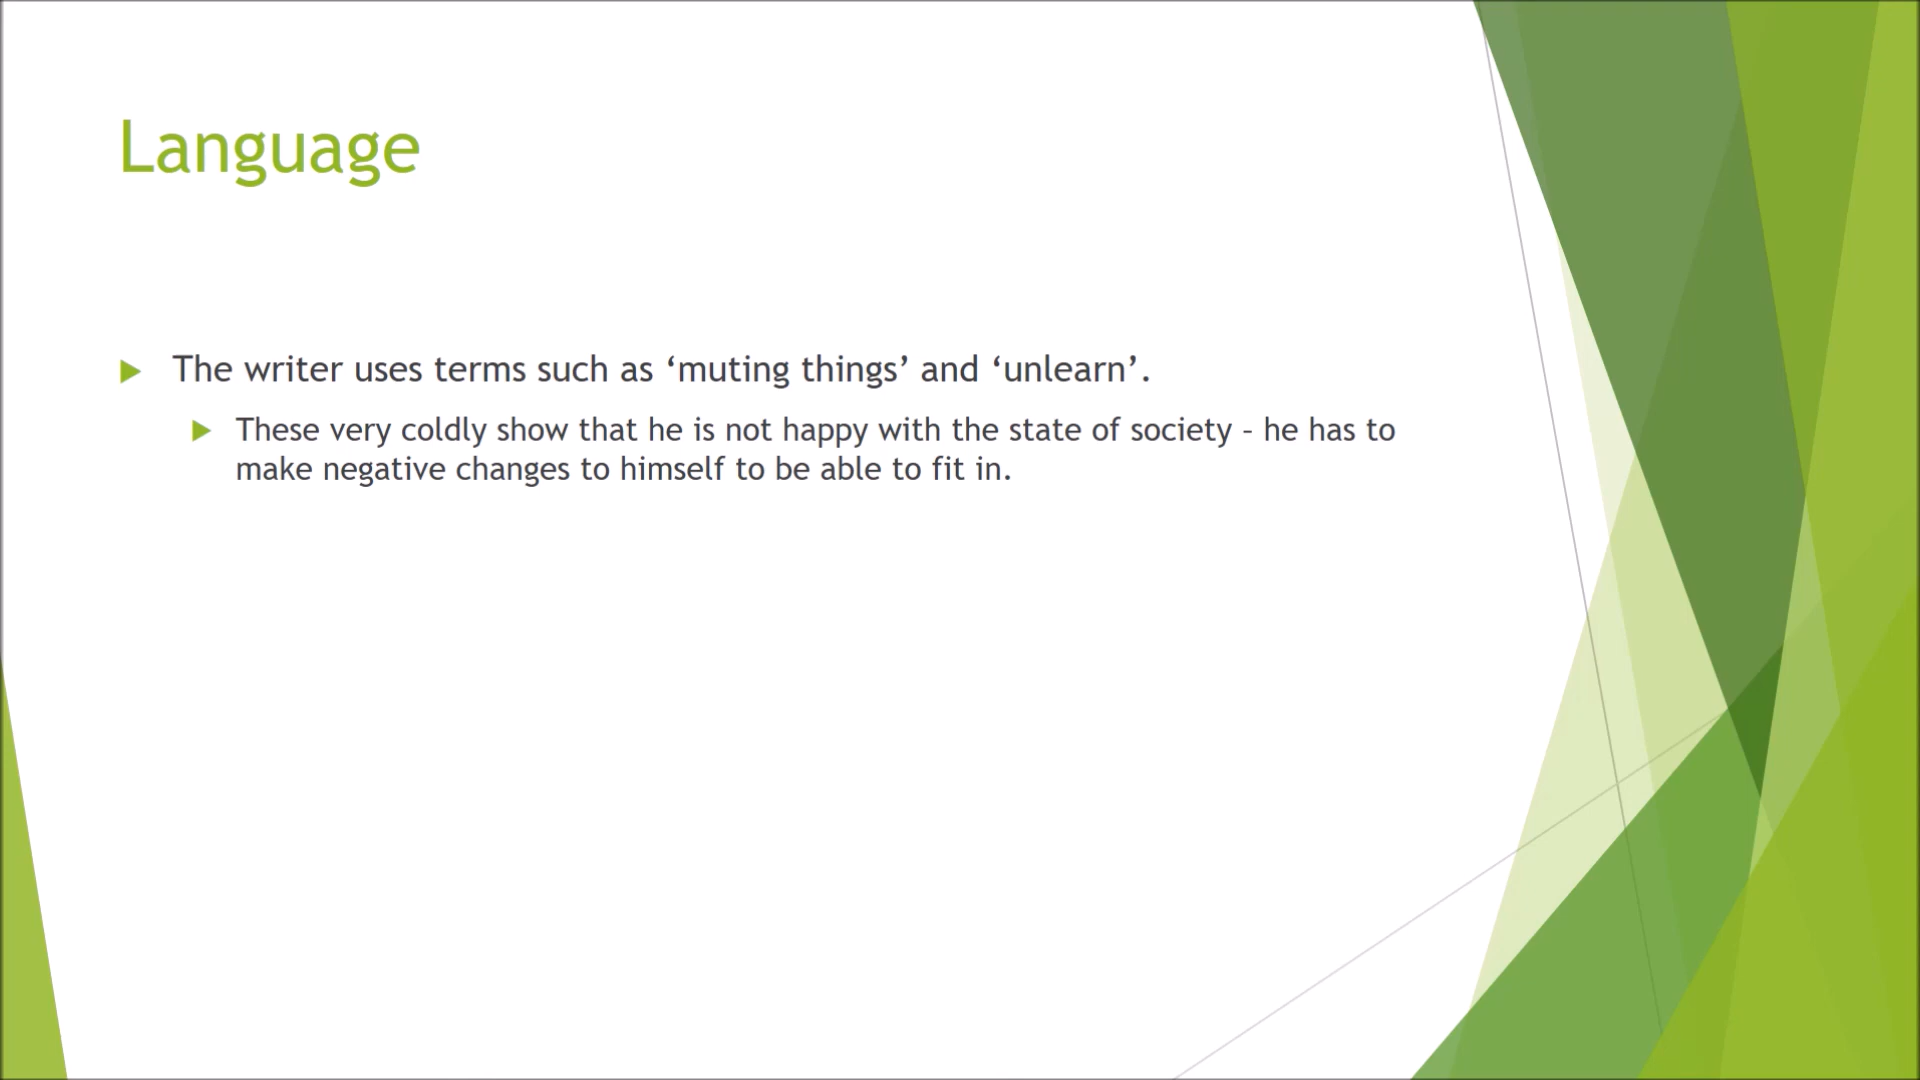 Language
The writer uses terms such as ‘muting things’ and ‘unlearn’.
These very coldly show that he is not happy with the state of society – he has to
make negative changes to himself to be able to fit in.